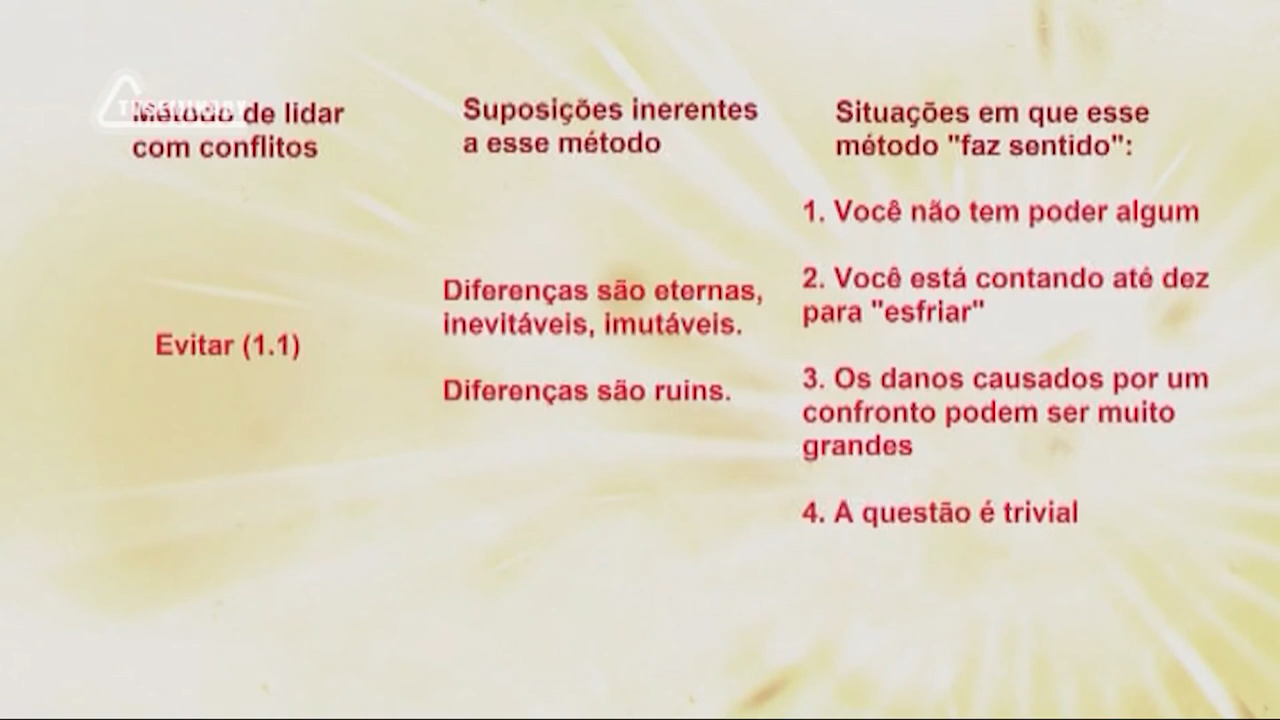 Método de lidar
com conflitos
Suposições inerentes
a esse método
Situações em que esse
método "faz sentido":
Evitar (1.1)
Diferenças são eternas,
inevitáveis, imutáveis.
Diferenças são ruins.
1. Você não tem poder algum
2. Você está contando até dez
para "esfriar"
3. Os danos causados por um
confronto podem ser muito
grandes
4. A questão é trivial